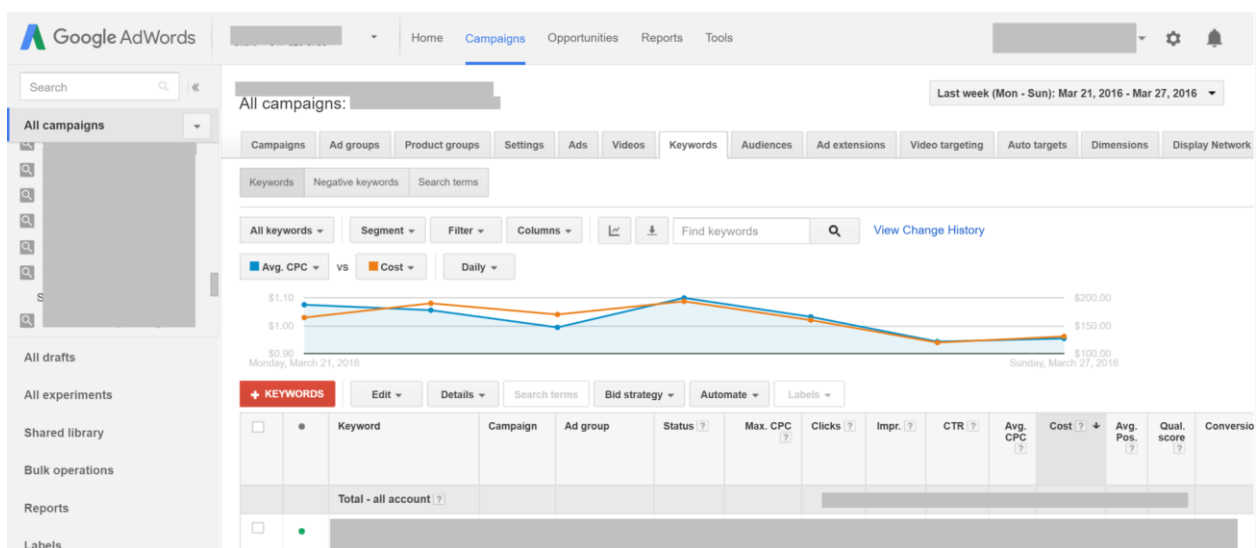 Google AdWords
Home Campaigns Opportunities Reports Tools
Search
All campaigns:
Last week (Mon - Sun): Mar 21, 2016 - Mar 27, 2016
All campaigns
Campaigns Ad groups Product groups Settings Ads Videos Keywords Audiences Ad extensions Video targeting Auto targets Dimensions Display Network
Keywords Negative keywords Search terms
All keywords Segment Filter Columns Find keywords View Change History
Avg. CPC VS Cost Daily
S
$1.10 $200.00
$1.00 $150.00
$0.90 $100.00
Monday, March 21, 2016 Sunday, March 27, 2016
All drafts
All experiments
Shared library
Bulk operations
Reports
Labels
+ KEYWORDS Edit Details Search terms Bid strategy Automate Labels
Keyword Campaign Ad group Status ? Max. CPC ? Clicks ? Impr. ? CTR ? Avg. CPC ? Cost ? Avg. Pos. ? Qual. score ? Conversio
Total - all account ?